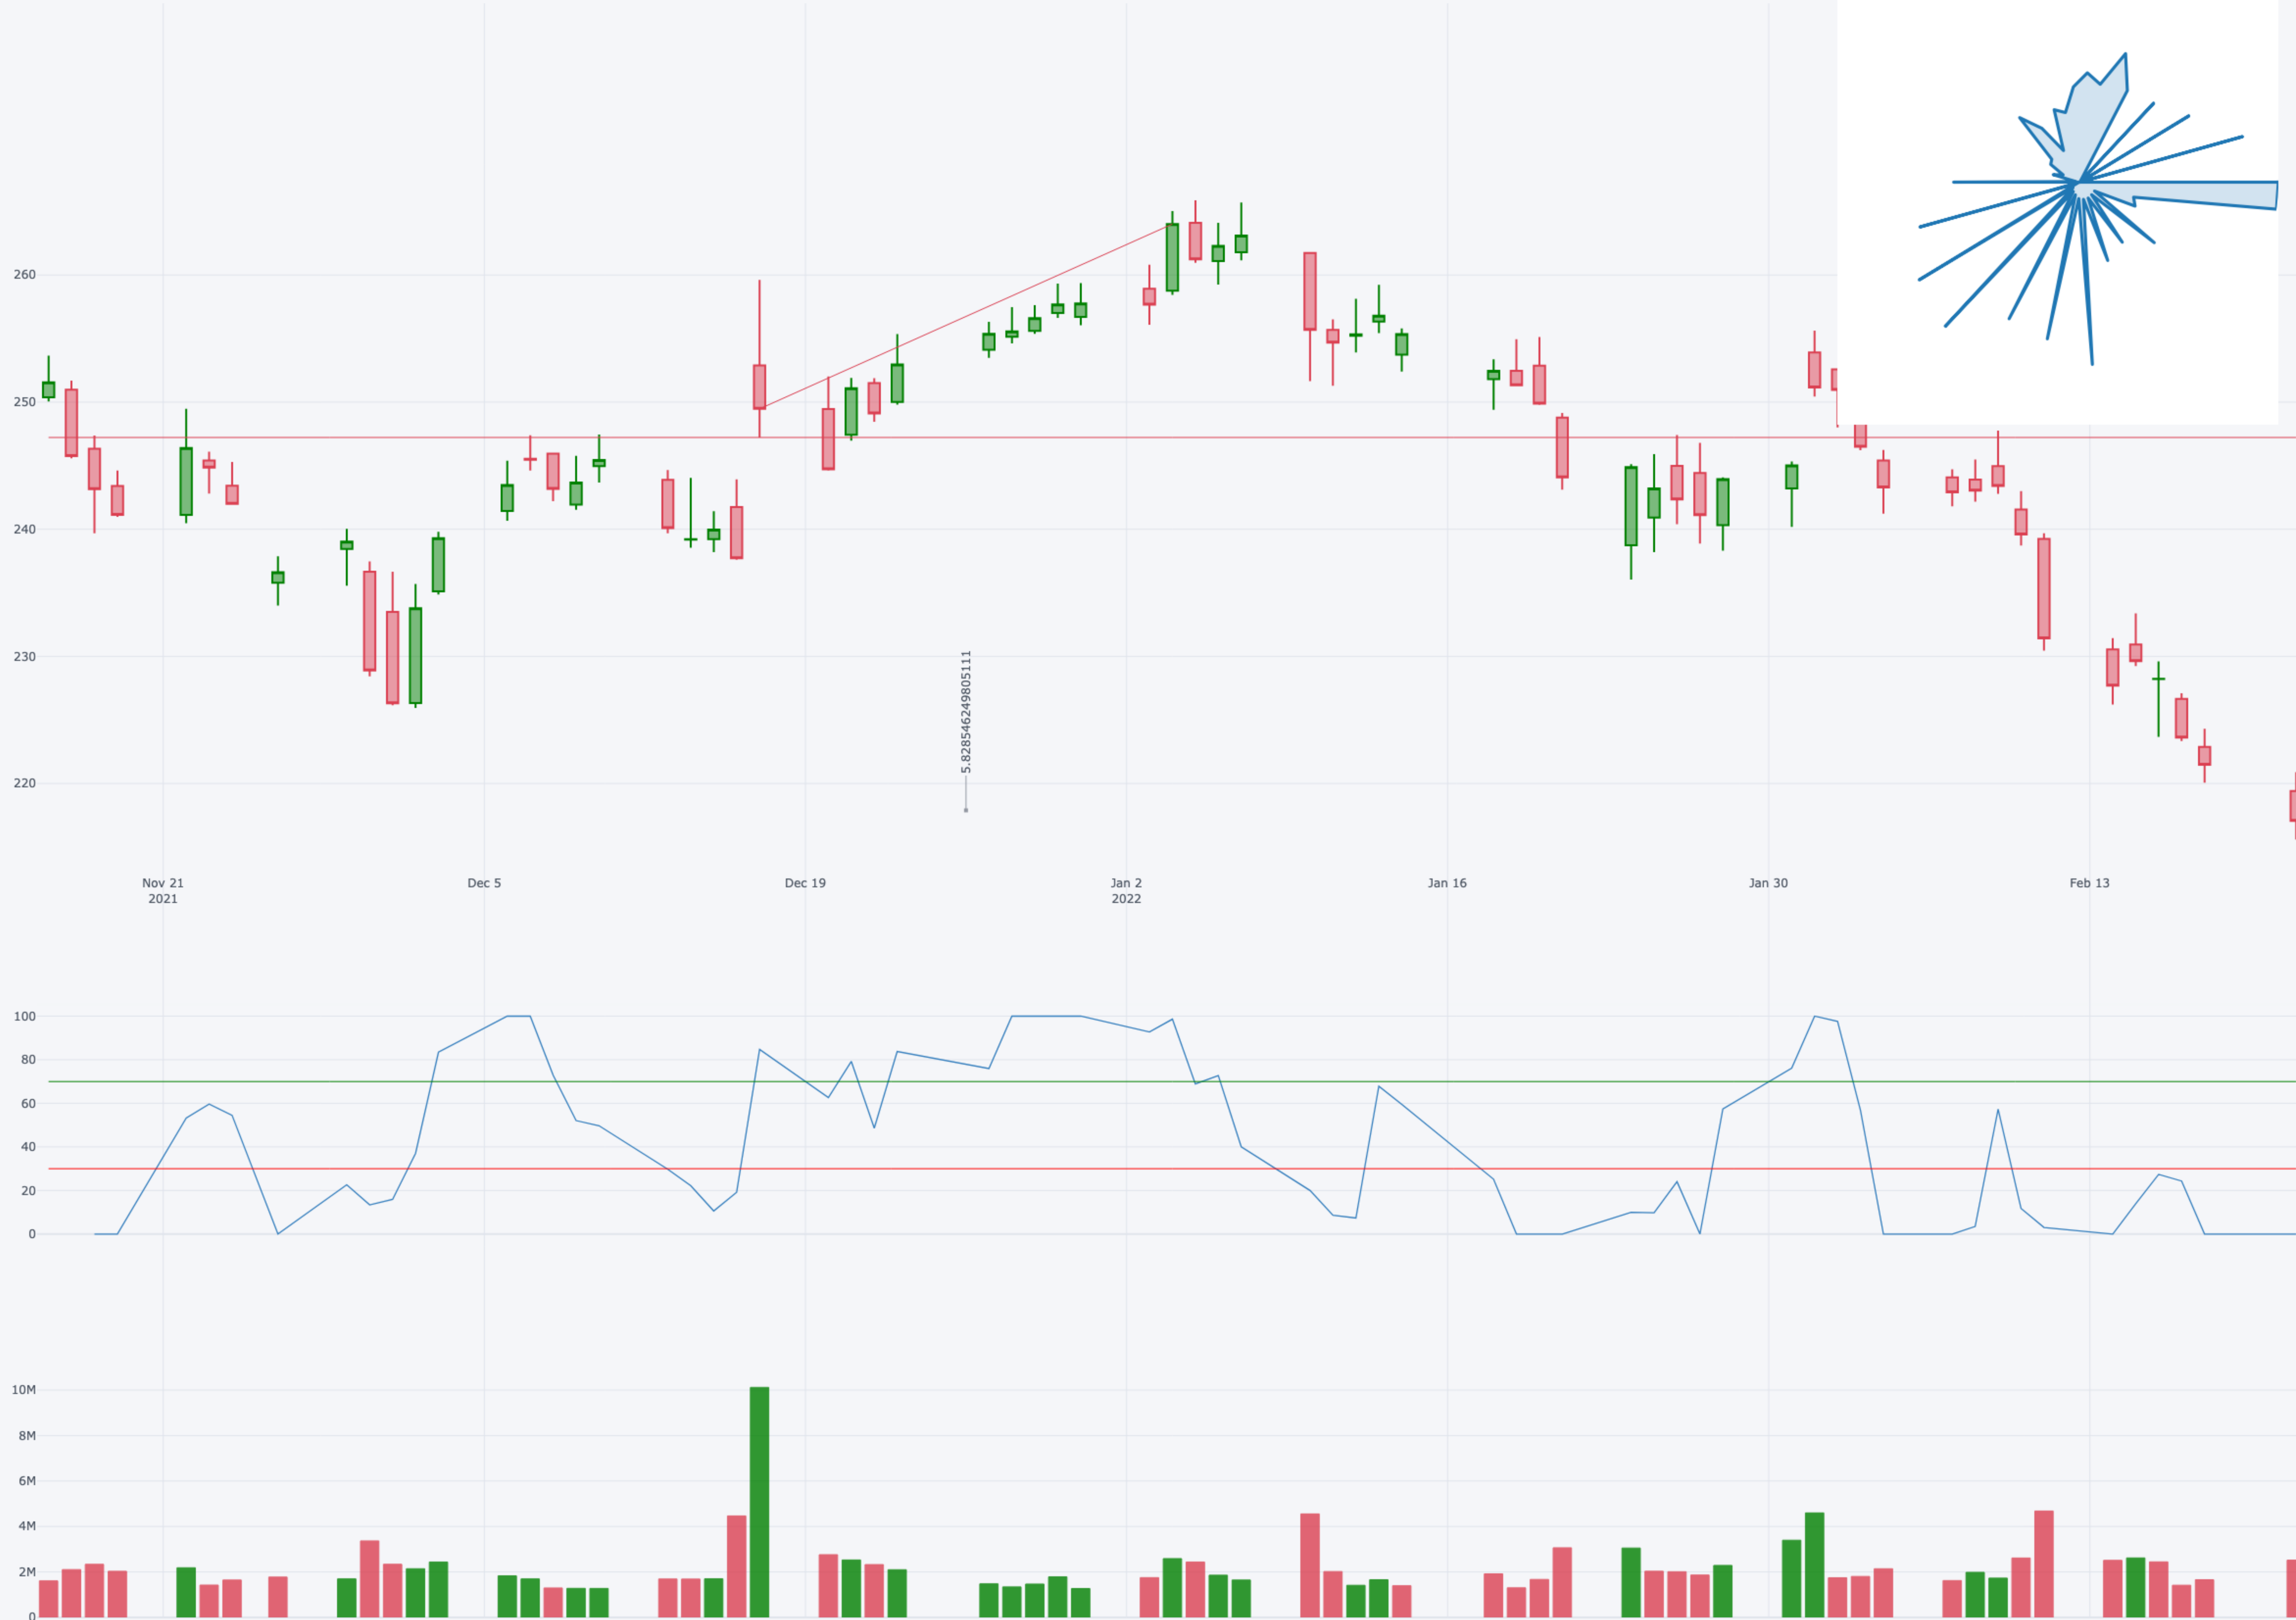 260
250
240
230
220
5.828546249805111
Nov 21
2021
Dec 5
Dec 19
Jan 2
2022
Jan 16
Jan 30
Feb 13
100
80
60
40
20
0
10M
8M
6M
4M
2M
0